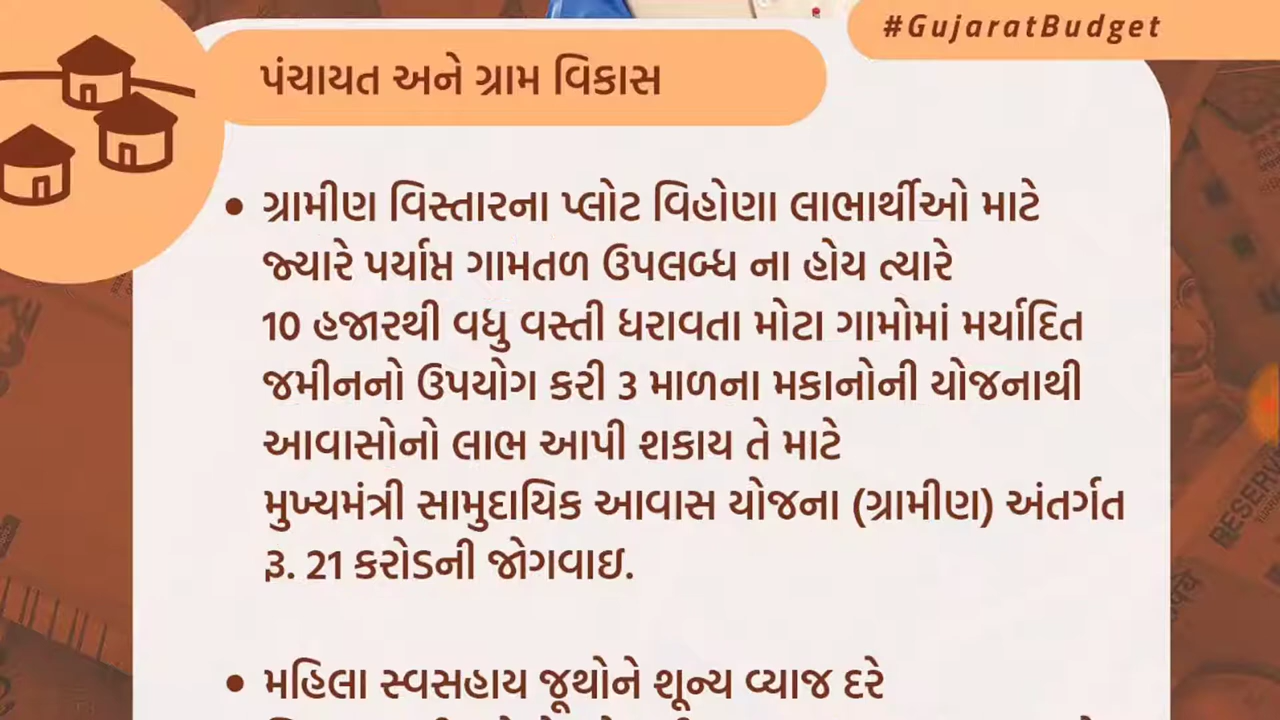 #GujaratBudget
પંચાયત અને ગ્રામ વિકાસ
• ગ્રામીણ વિસ્તારના પ્લોટ વિહોણા લાભાર્થીઓ માટે
જ્યારે પર્યાપ્ત ગામતળ ઉપલબ્ધ ના હોય ત્યારે
10 હજારથી વધુ વસ્તી ધરાવતા મોટા ગામોમાં મર્યાદિત
જમીનનો ઉપયોગ કરી 3 માળના મકાનોની યોજનાથી
આવાસોનો લાભ આપી શકાય તે માટે
મુખ્યમંત્રી સામુદાયિક આવાસ યોજના (ગ્રામીણ) અંતર્ગત
રૂ. 21 કરોડની જોગવાઇ.
• મહિલા સ્વસહાય જૂથોને શૂન્ય વ્યાજ દરે